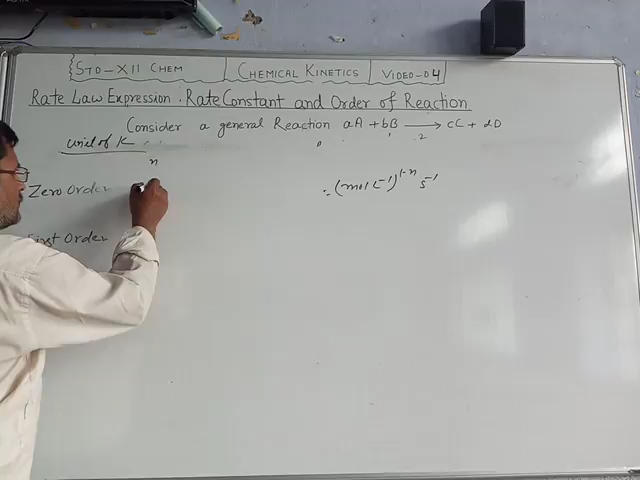 STD-XII CHEM CHEMICAL KINETICS VIDEO-04
Rate Law Expression. Rate Constant and Order of Reaction
Consider a general Reaction aA + bB → cC + dD
unit of K
2
n
= (mol L⁻¹)¹⁻ⁿ s⁻¹
Zero Order
First Order